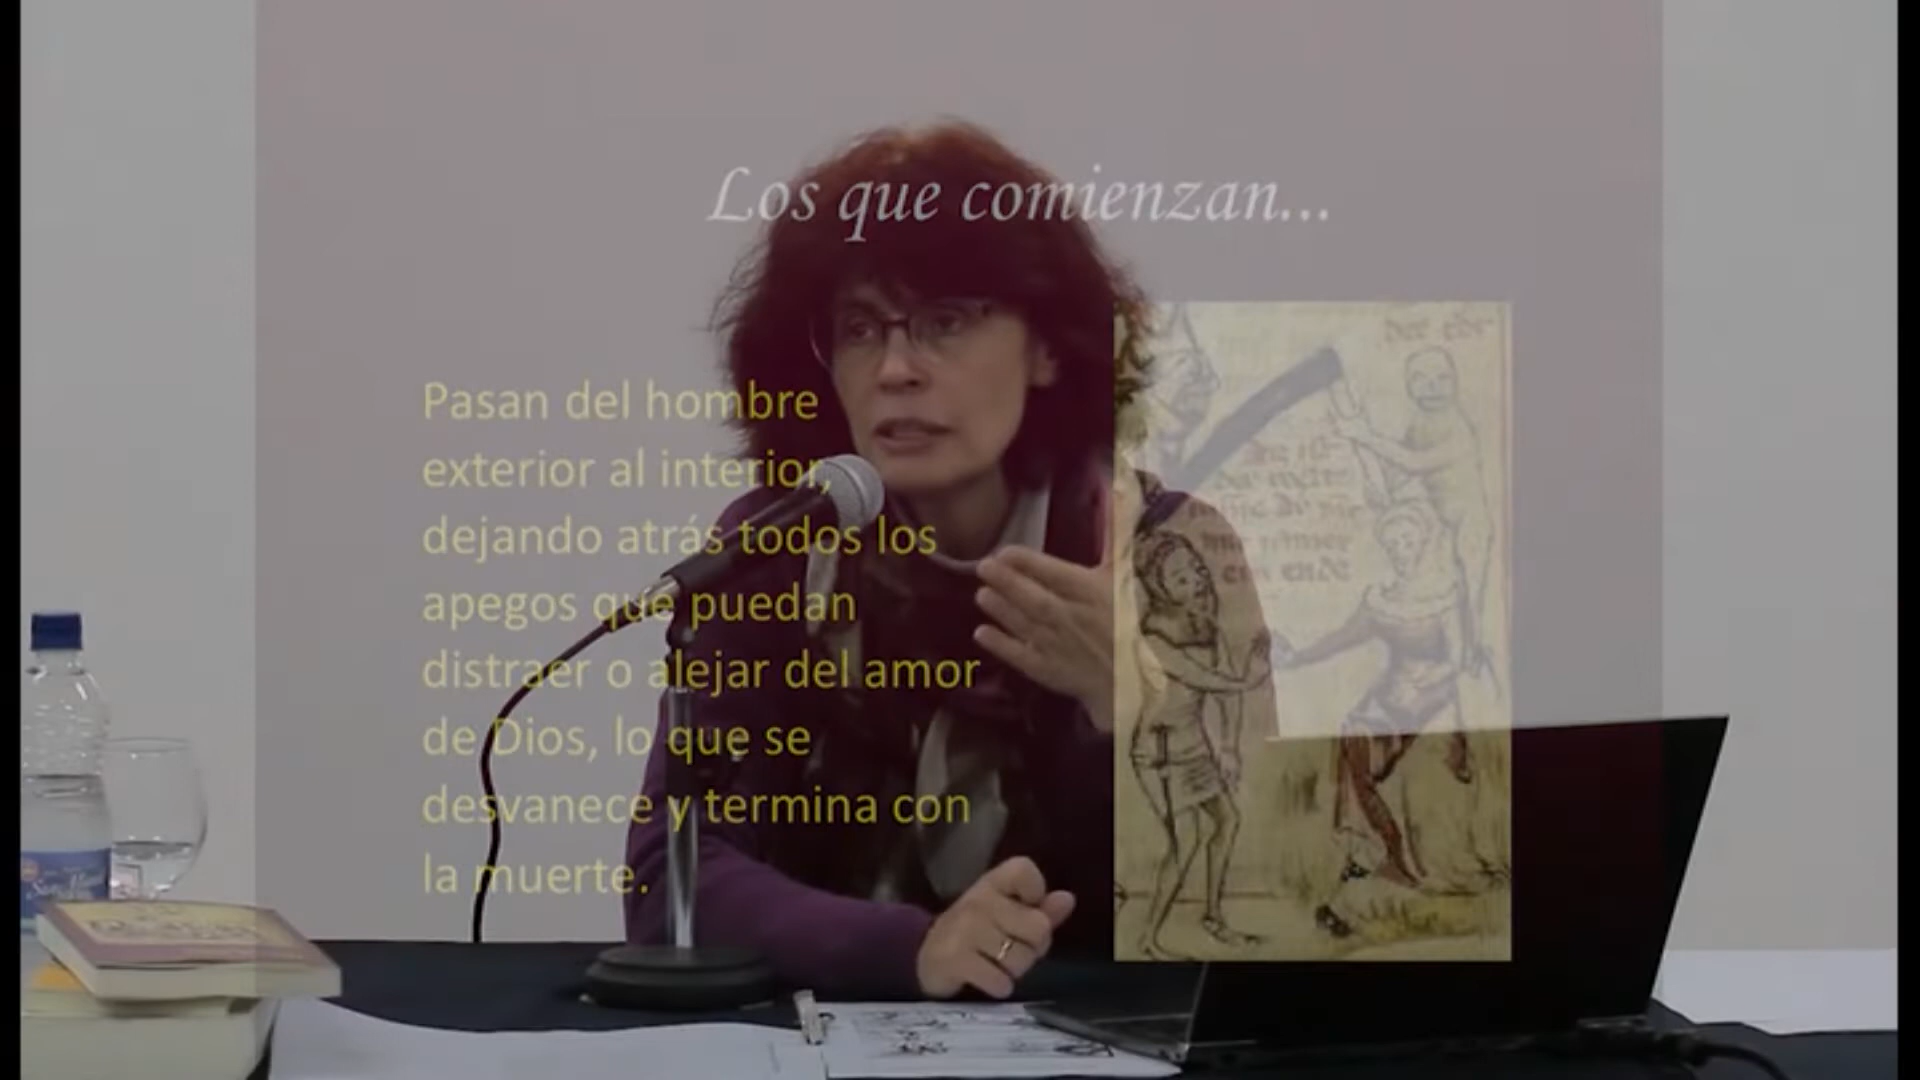 Los que comienzan...
Pasan del hombre
exterior al interior,
dejando atrás todos los
apegos que puedan
distraer o alejar del amor
de Dios, lo que se
desvanece y termina con
la muerte.